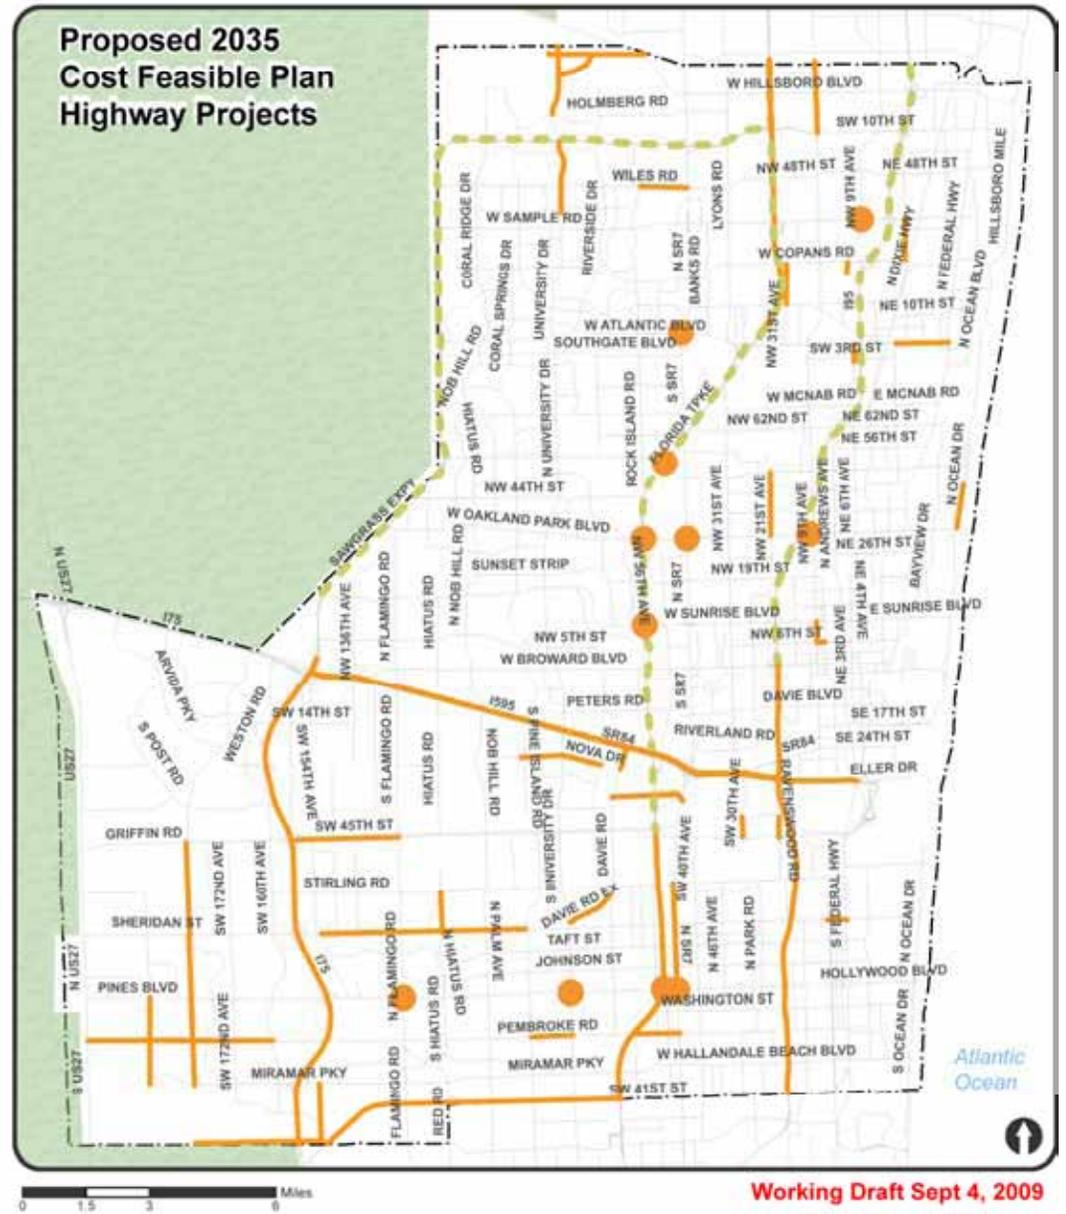 Proposed 2035
Cost Feasible Plan
Highway Projects
W HILLSBORO BLVD
HOLMBERG RD
SW 10TH ST
NW 48TH ST
NE 48TH ST
NW 9TH AVE
HILLSBORO MILE
WILES RD
LYONS RD
CORAL RIDGE DR
W SAMPLE RD
RIVERSIDE DR
N FEDERAL HWY
N DIXIE HWY
N SR7
BANKS RD
W COPANS RD
CORAL SPRINGS DR
UNIVERSITY DR
I95
NE 10TH ST
N OCEAN BLVD
NW 31ST AVE
W ATLANTIC BLVD
SOUTHGATE BLVD
SW 3RD ST
NOB HILL RD
S SR7
W MCNAB RD
E MCNAB RD
HIATUS RD
N UNIVERSITY DR
ROCK ISLAND RD
FLORIDA TPKE
NW 62ND ST
NE 62ND ST
NE 56TH ST
N OCEAN DR
NW 44TH ST
NW 31ST AVE
NW 21ST AVE
NW 9TH AVE
N ANDREWS AVE
NE 6TH AVE
W OAKLAND PARK BLVD
SAWGRASS EXPY
NE 26TH ST
BAYVIEW DR
N US27
N FLAMINGO RD
HIATUS RD
N NOB HILL RD
SUNSET STRIP
NW 56TH AVE
N SR7
NW 19TH ST
NE 4TH AVE
I75
NW 136TH AVE
W SUNRISE BLVD
E SUNRISE BLVD
NW 5TH ST
NW 6TH ST
NE 3RD AVE
W BROWARD BLVD
ARVIDA PKY
WESTON RD
I595
PETERS RD
S SR7
DAVIE BLVD
SW 14TH ST
SE 17TH ST
S POST RD
SW 154TH AVE
S FLAMINGO RD
HIATUS RD
NOB HILL RD
S PINE ISLAND RD
SR84
NOVA DR
RIVERLAND RD
SR84
SE 24TH ST
US27
ELLER DR
SW 30TH AVE
RAVENSWOOD RD
GRIFFIN RD
SW 45TH ST
S UNIVERSITY DR
DAVIE RD
SW 40TH AVE
SW 172ND AVE
SW 160TH AVE
STIRLING RD
S FEDERAL HWY
DAVIE RD EX
SHERIDAN ST
N FLAMINGO RD
N HIATUS RD
N PALM AVE
TAFT ST
N SR7
N 46TH AVE
N PARK RD
N OCEAN DR
JOHNSON ST
N US27
I75
HOLLYWOOD BLVD
PINES BLVD
WASHINGTON ST
S HIATUS RD
PEMBROKE RD
SW 172ND AVE
S OCEAN DR
W HALLANDALE BEACH BLVD
S US27
MIRAMAR PKY
MIRAMAR PKY
Atlantic
Ocean
FLAMINGO RD
RED RD
SW 41ST ST
Miles
0 1.5 3 6
Working Draft Sept 4, 2009